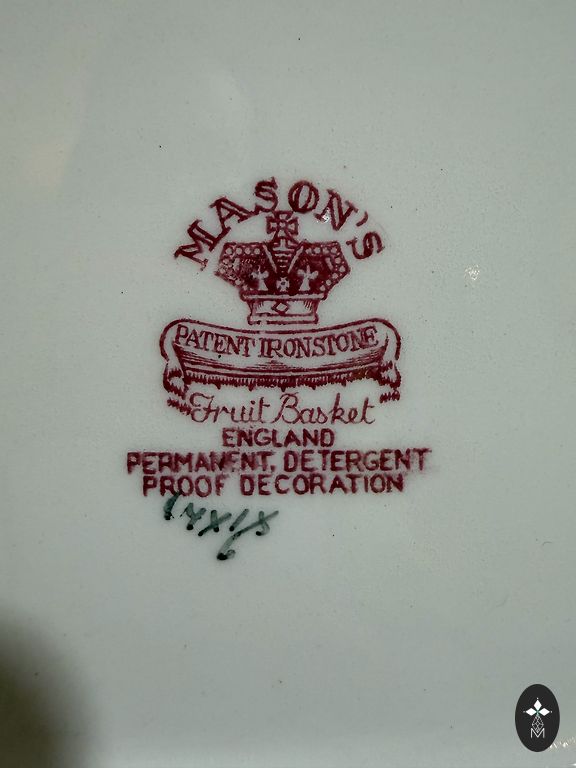 MASON'S
PATENT IRONSTONE
Fruit Basket
ENGLAND
PERMANENT, DETERGENT
PROOF DECORATION
M